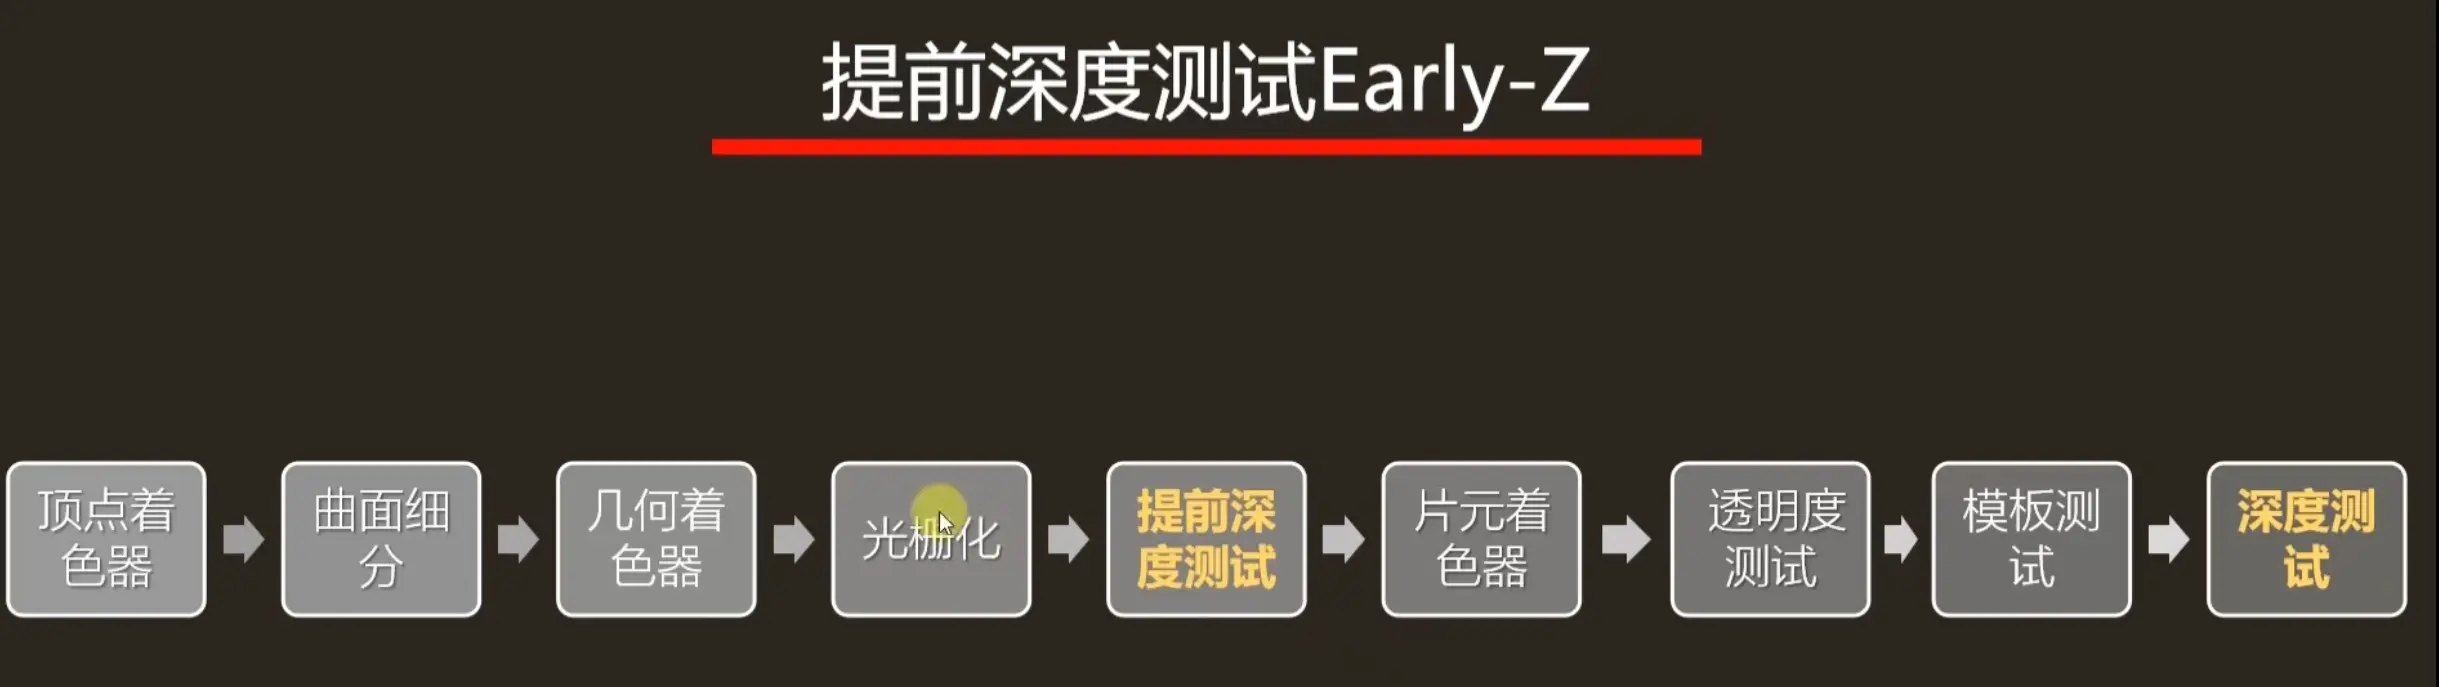 提前深度测试Early-Z
顶点着
色器
曲面细
分
几何着
色器
光栅化
提前深
度测试
片元着
色器
透明度
测试
模板测
试
深度测
试